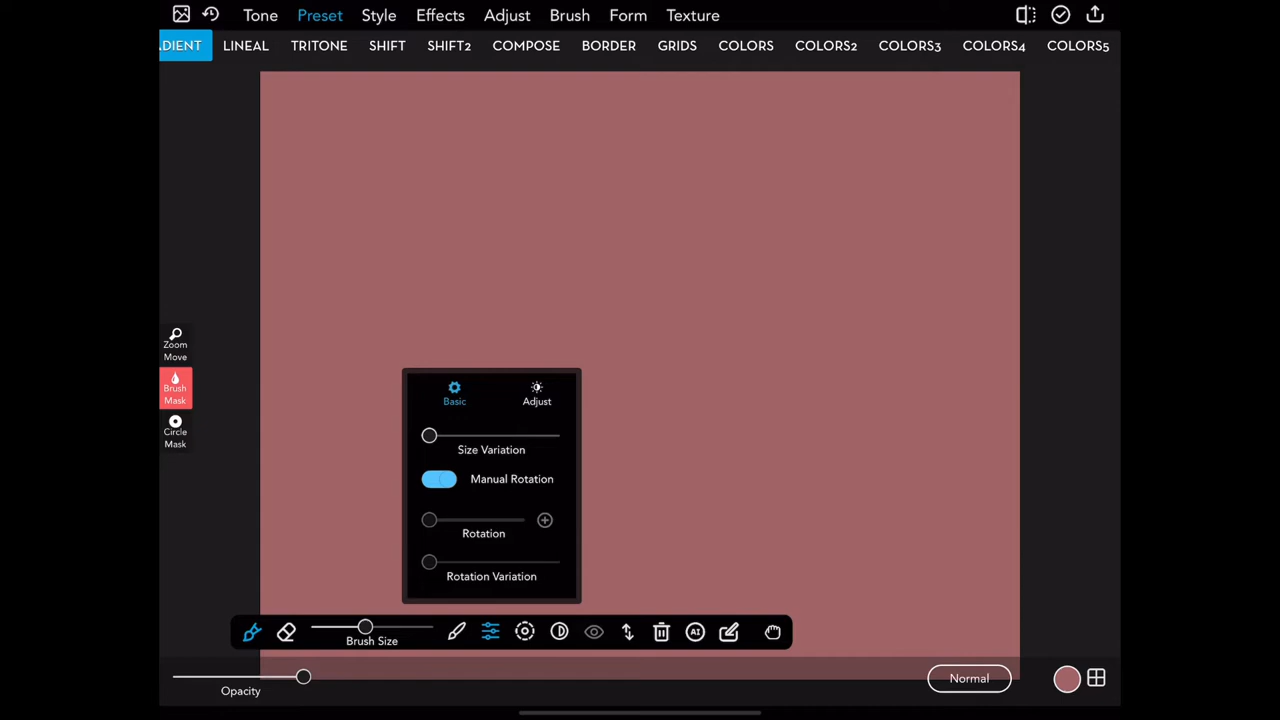 Tone Preset Style Effects Adjust Brush Form Texture
DIENT LINEAL TRITONE SHIFT SHIFT2 COMPOSE BORDER GRIDS COLORS COLORS2 COLORS3 COLORS4 COLORS5
Zoom
Move
Brush
Mask
Circle
Mask
Basic Adjust
Size Variation
Manual Rotation
Rotation
Rotation Variation
Brush Size
AI
Opacity
Normal